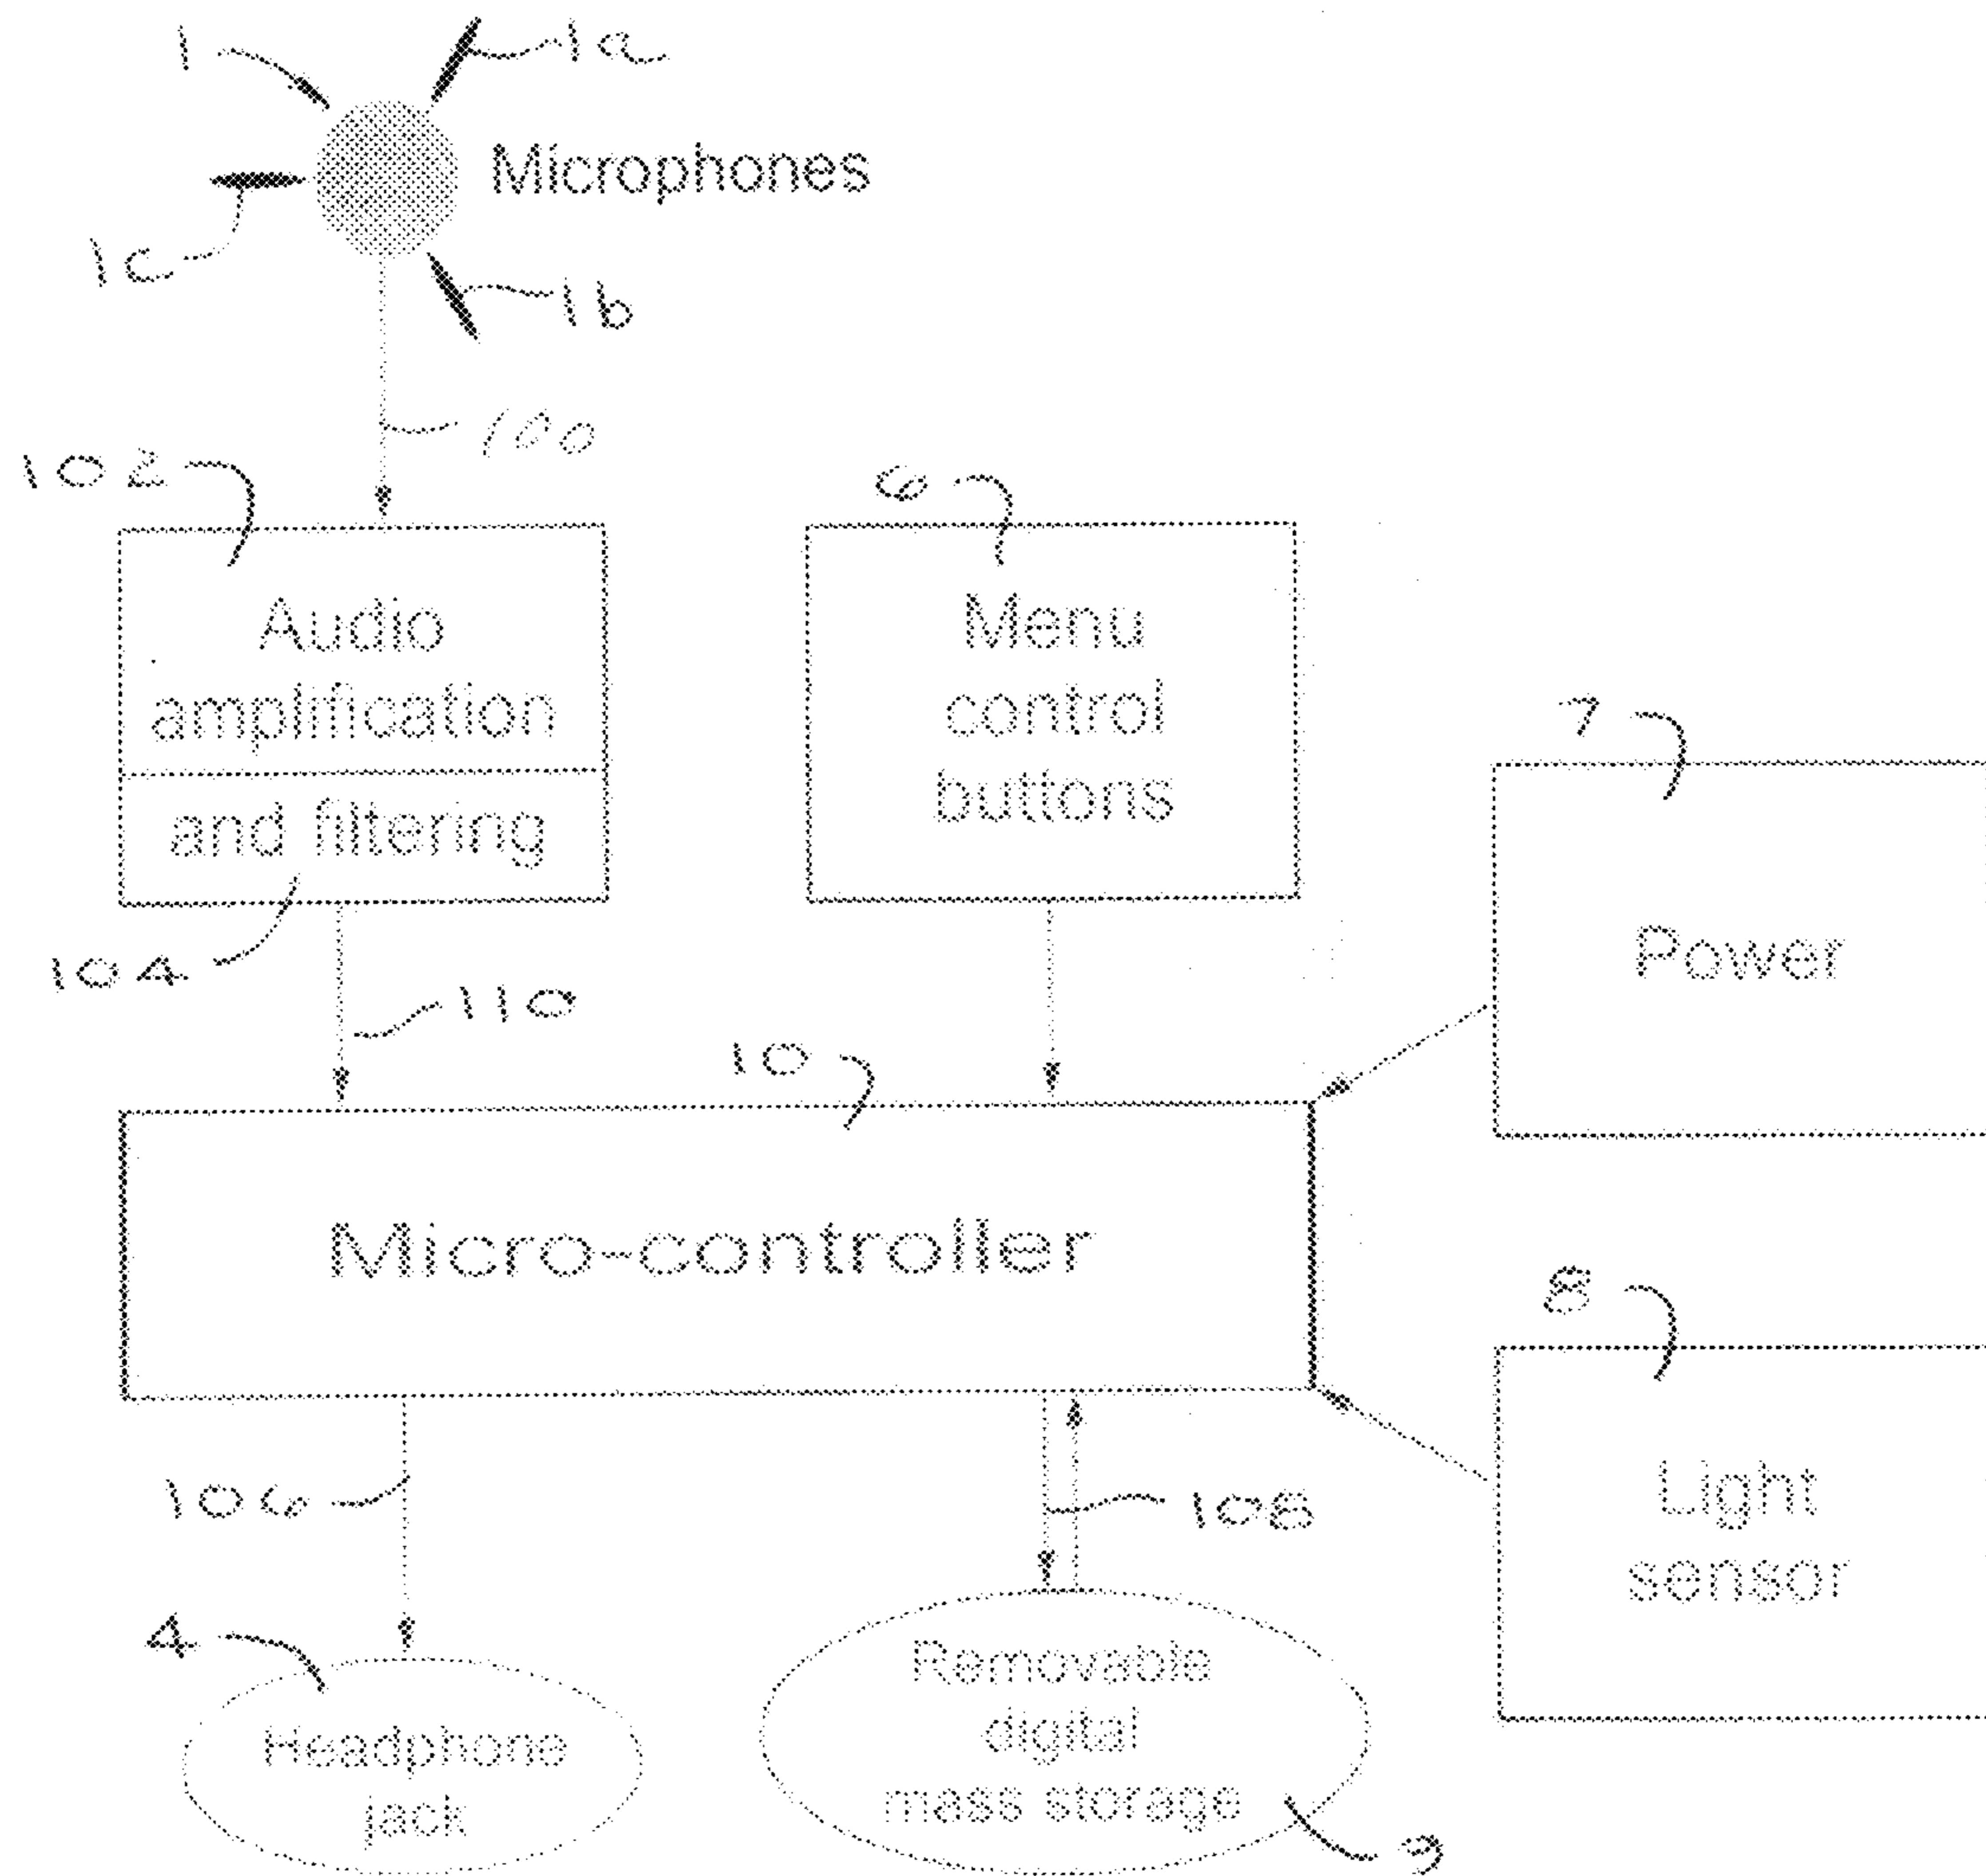 1
1a
Microphones
1c
1b
100
102
6
Audio
amplification
and filtering
Menu
control
buttons
7
Power
104
110
10
Micro-controller
8
Light
sensor
106
108
4
Headphone
jack
Removable
digital
mass storage